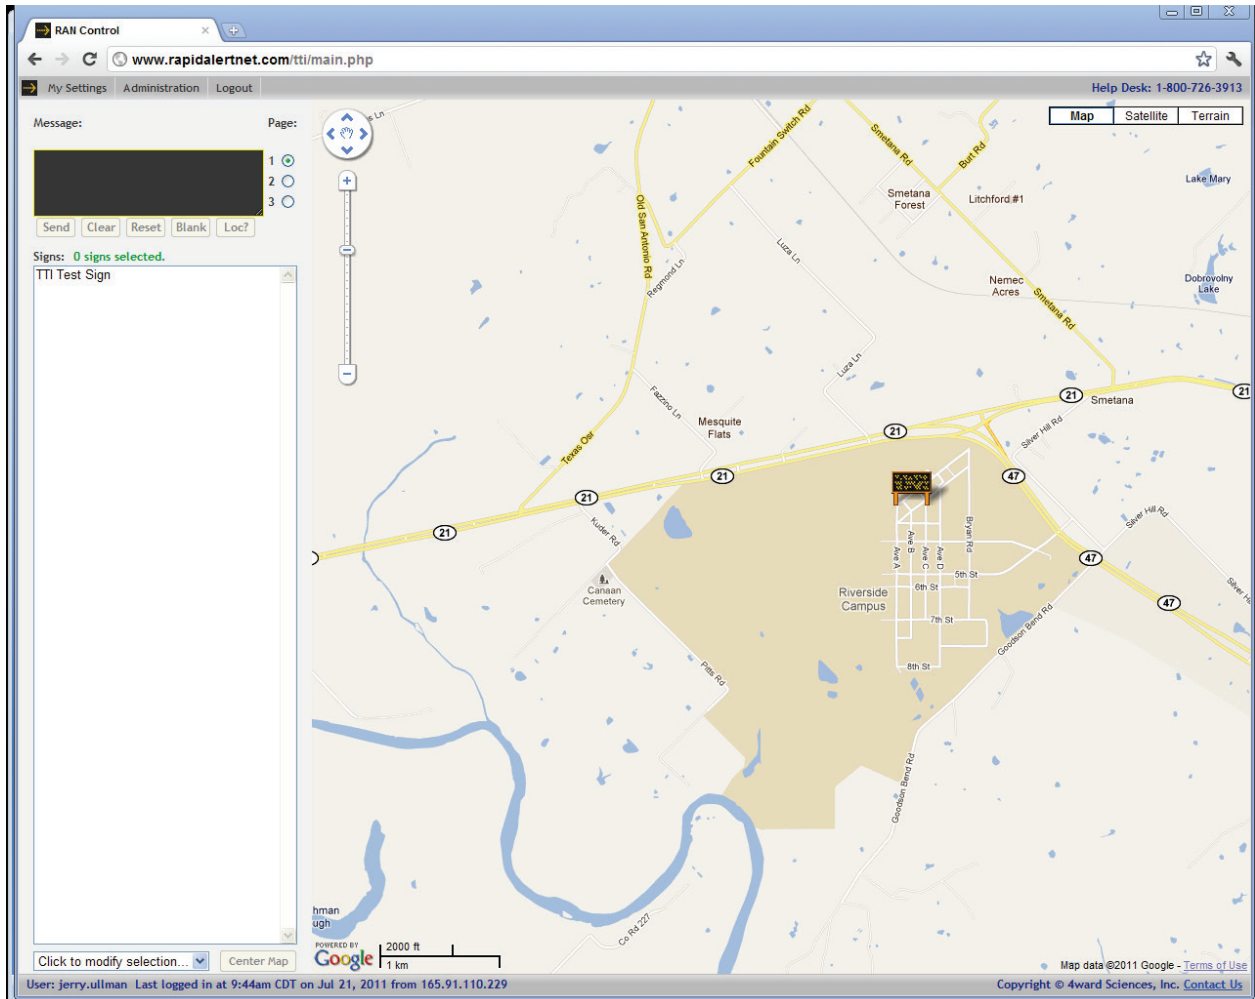 RAN Control
www.rapidalertnet.com/tti/main.php
My Settings Administration Logout
Help Desk: 1-800-726-3913
Message: Page:
1
2
3
Send Clear Reset Blank Loc?
Signs: 0 signs selected.
TTI Test Sign
Click to modify selection... Center Map
Map Satellite Terrain
Ln
Fountain Switch Rd
Smetana Rd
Burt Rd
Lake Mary
Smetana
Forest
Litchford #1
Old San Antonio Rd
Luza Ln
Regmond Ln
Nemec
Acres
Dobrovolny
Lake
Smetana Rd
Luza Ln
Fazzino Ln
21
21
Smetana
Mesquite
Flats
21
Silver Hill Rd
Texas Osr
21
47
21
21
Kuder Rd
Bryan Rd
Silver Hill Rd
Ave A
Ave B
Ave C
Ave D
47
5th St
Canaan
Cemetery
Riverside
Campus
6th St
47
7th St
Goodson Bend Rd
8th St
Pitts Rd
Goodson Bend Rd
hman
ugh
Co Rd 227
POWERED BY
Google
2000 ft
1 km
Map data ©2011 Google - Terms of Use
User: jerry.ullman Last logged in at 9:44am CDT on Jul 21, 2011 from 165.91.110.229
Copyright © 4ward Sciences, Inc. Contact Us